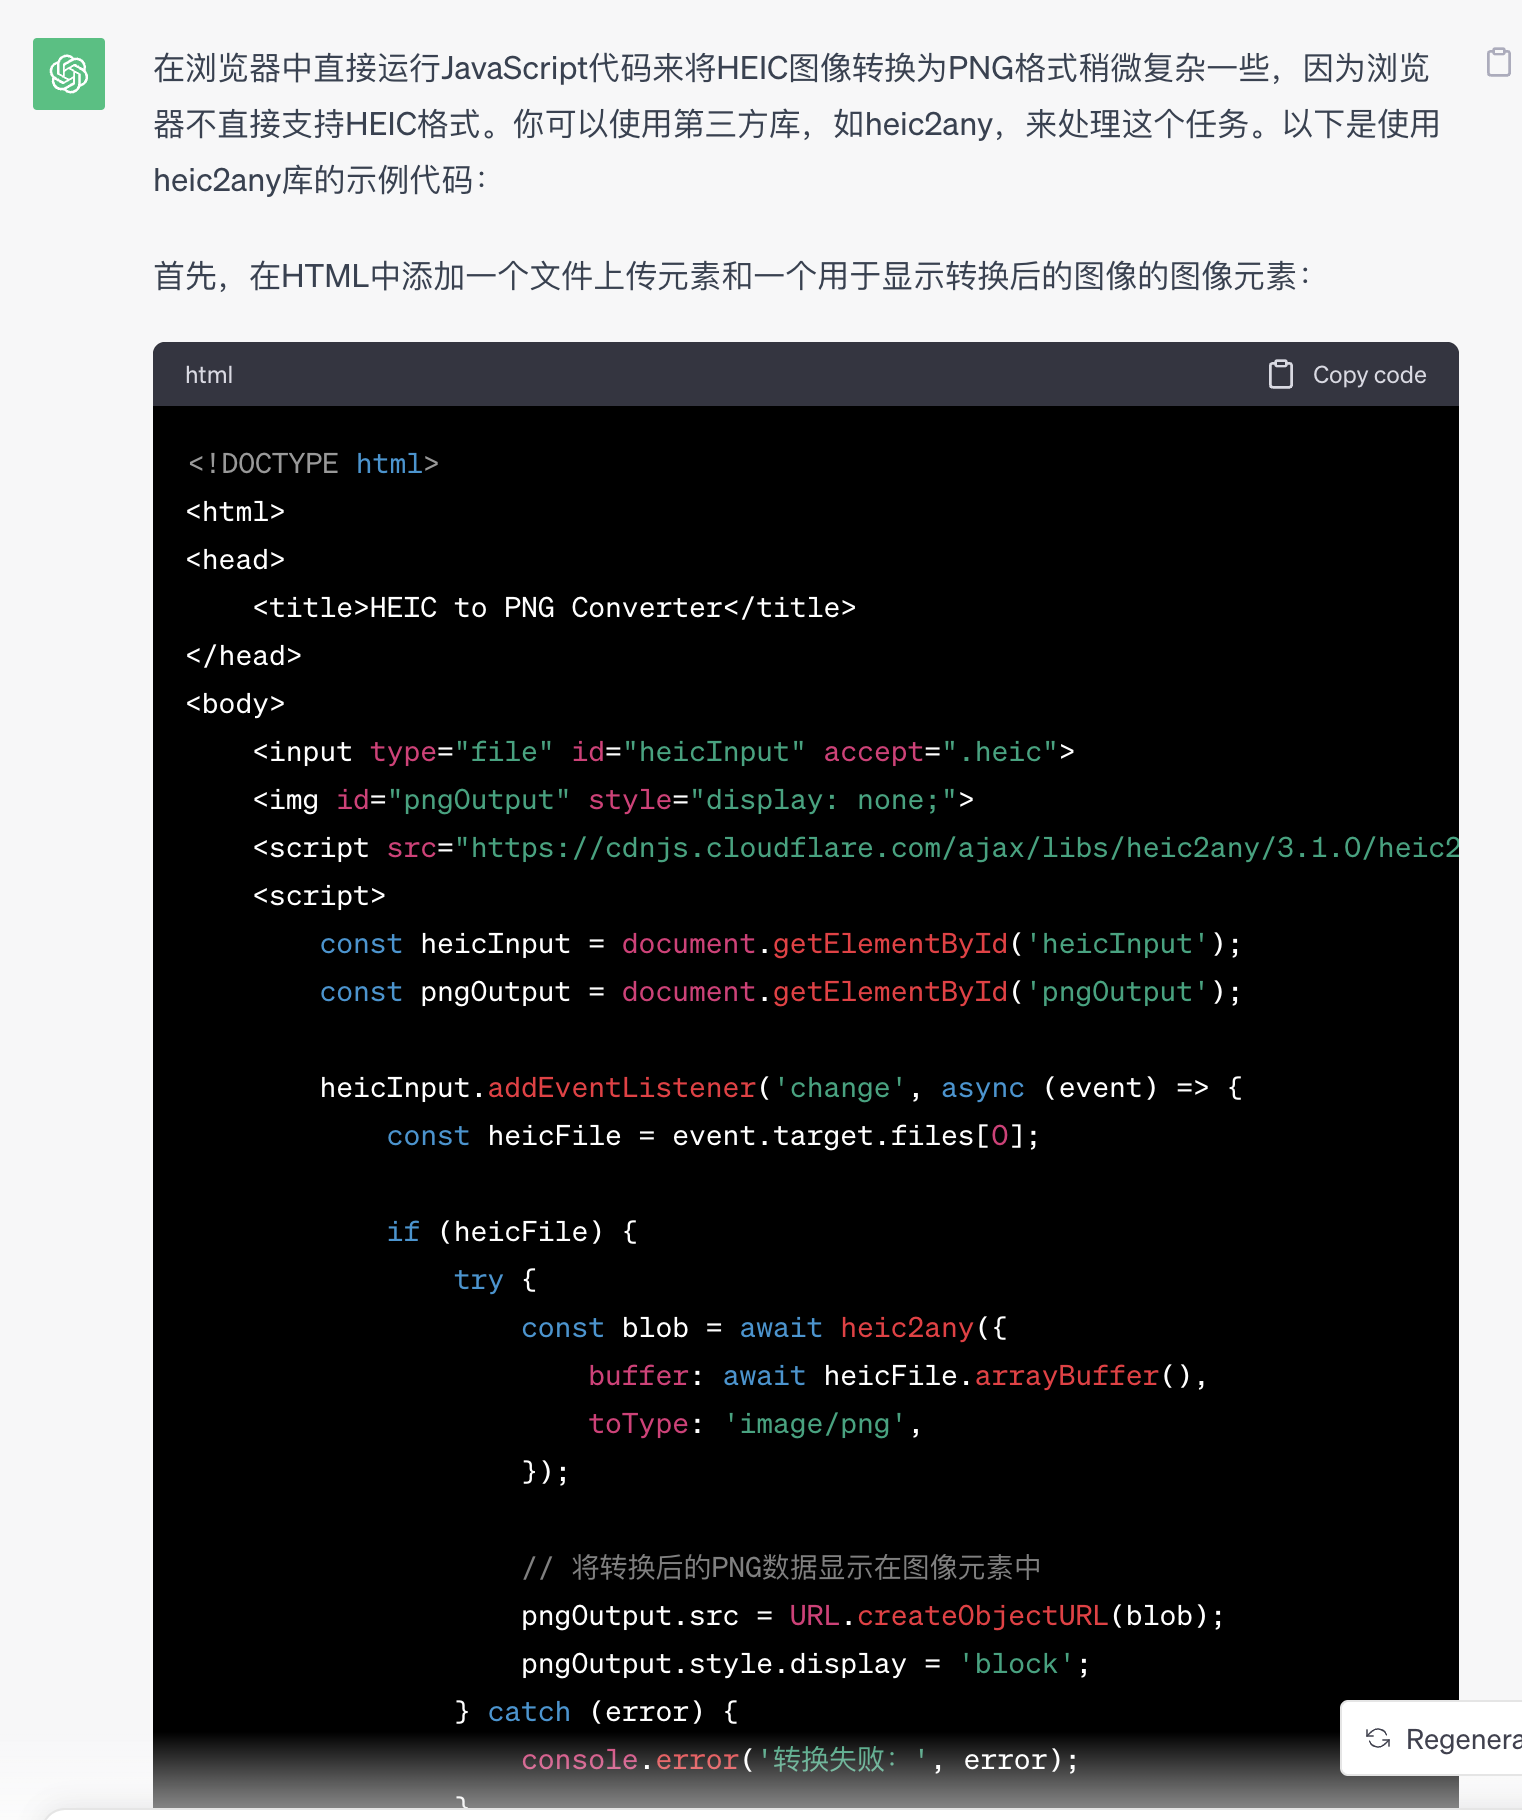 在浏览器中直接运行JavaScript代码来将HEIC图像转换为PNG格式稍微复杂一些，因为浏览
器不直接支持HEIC格式。你可以使用第三方库，如heic2any，来处理这个任务。以下是使用
heic2any库的示例代码：
首先，在HTML中添加一个文件上传元素和一个用于显示转换后的图像的图像元素：
html
Copy code
<!DOCTYPE html>
<html>
<head>
    <title>HEIC to PNG Converter</title>
</head>
<body>
    <input type="file" id="heicInput" accept=".heic">
    <img id="pngOutput" style="display: none;">
    <script src="https://cdnjs.cloudflare.com/ajax/libs/heic2any/3.1.0/heic2
    <script>
        const heicInput = document.getElementById('heicInput');
        const pngOutput = document.getElementById('pngOutput');
        heicInput.addEventListener('change', async (event) => {
            const heicFile = event.target.files[0];
            if (heicFile) {
                try {
                    const blob = await heic2any({
                        buffer: await heicFile.arrayBuffer(),
                        toType: 'image/png',
                    });
                    // 将转换后的PNG数据显示在图像元素中
                    pngOutput.src = URL.createObjectURL(blob);
                    pngOutput.style.display = 'block';
                } catch (error) {
                    console.error('转换失败：', error);
                }
Regenera